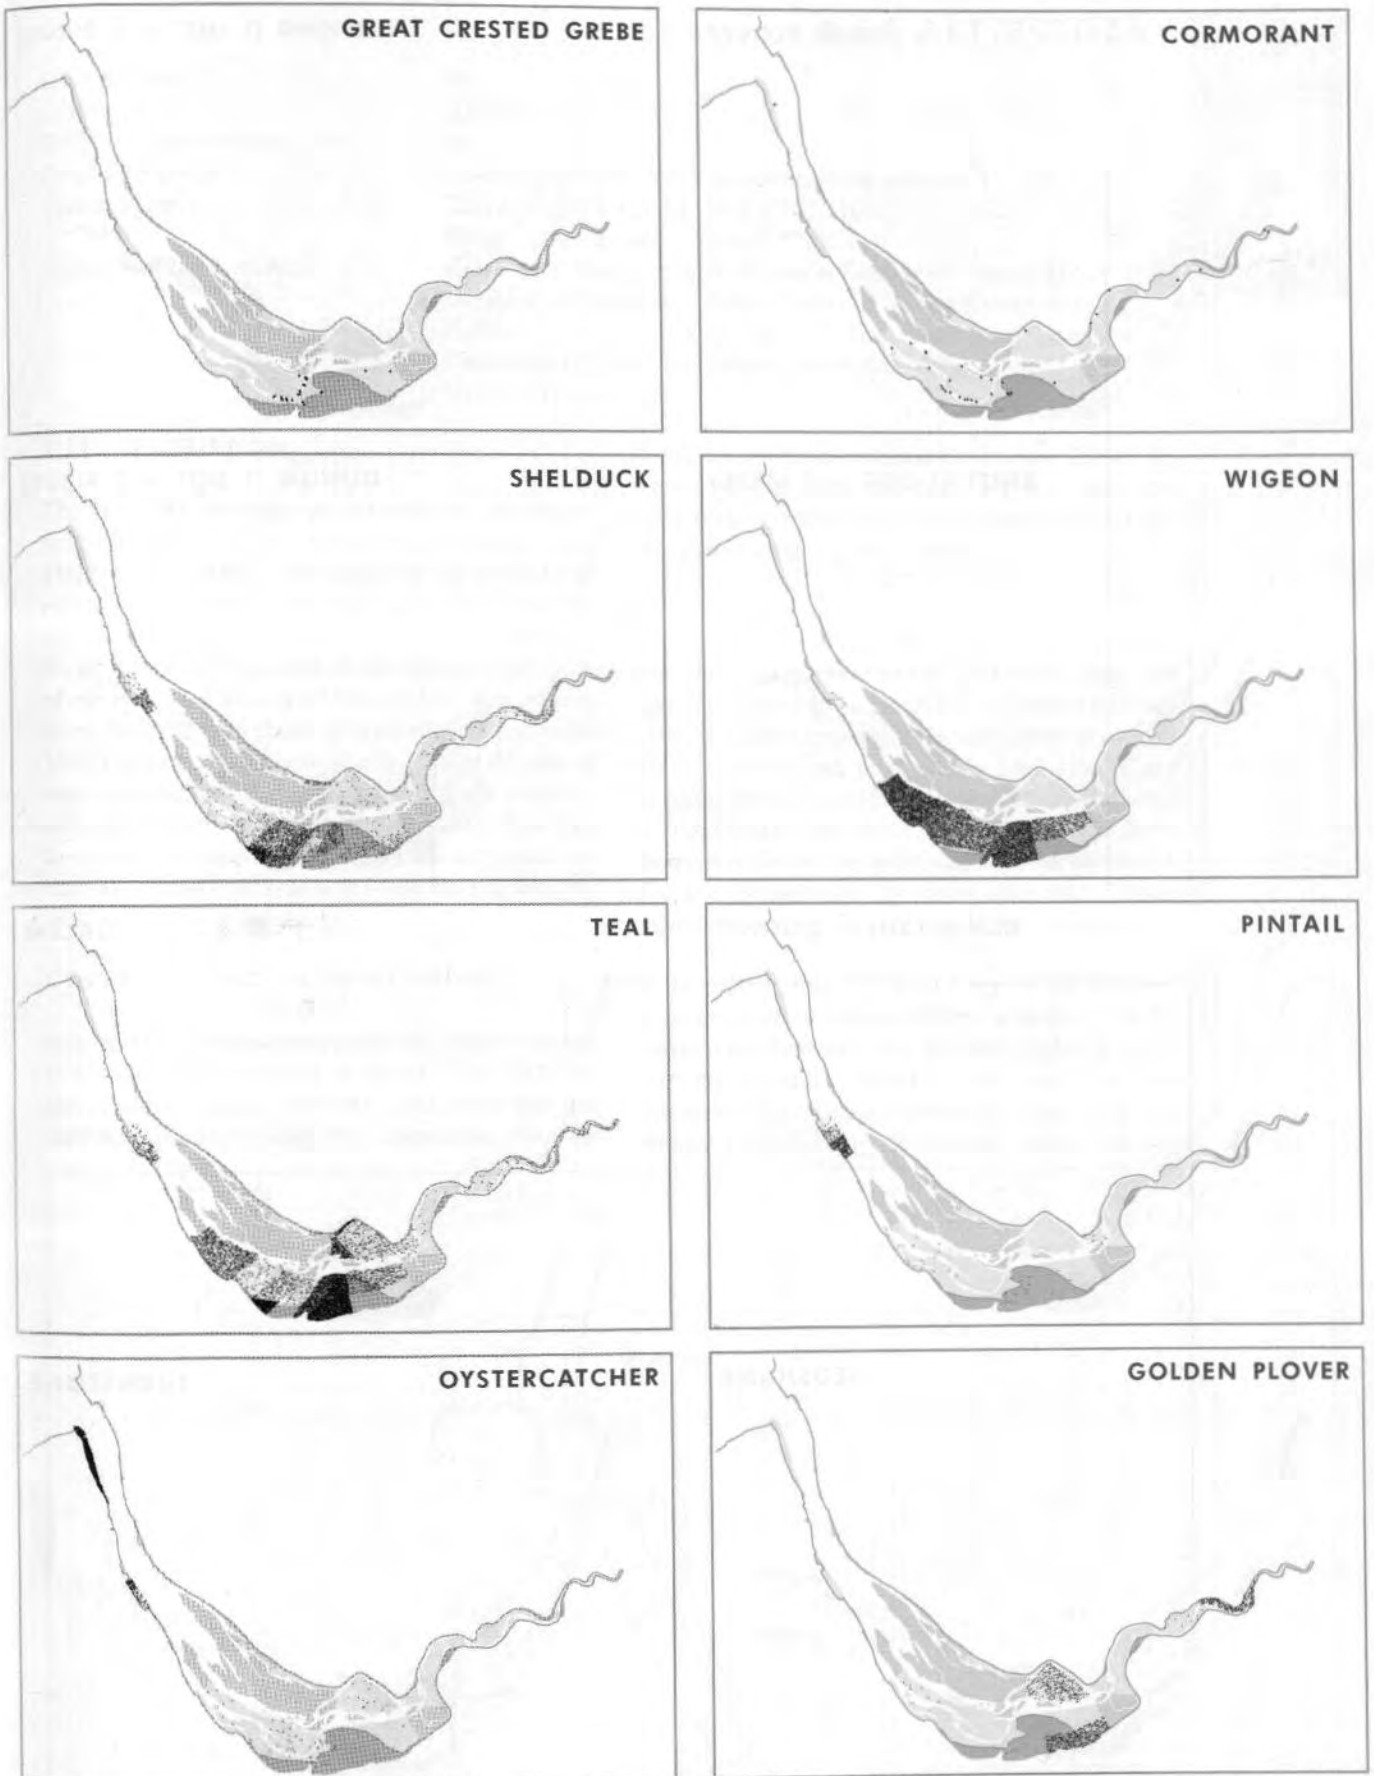 GREAT CRESTED GREBE
CORMORANT
SHELDUCK
WIGEON
TEAL
PINTAIL
OYSTERCATCHER
GOLDEN PLOVER